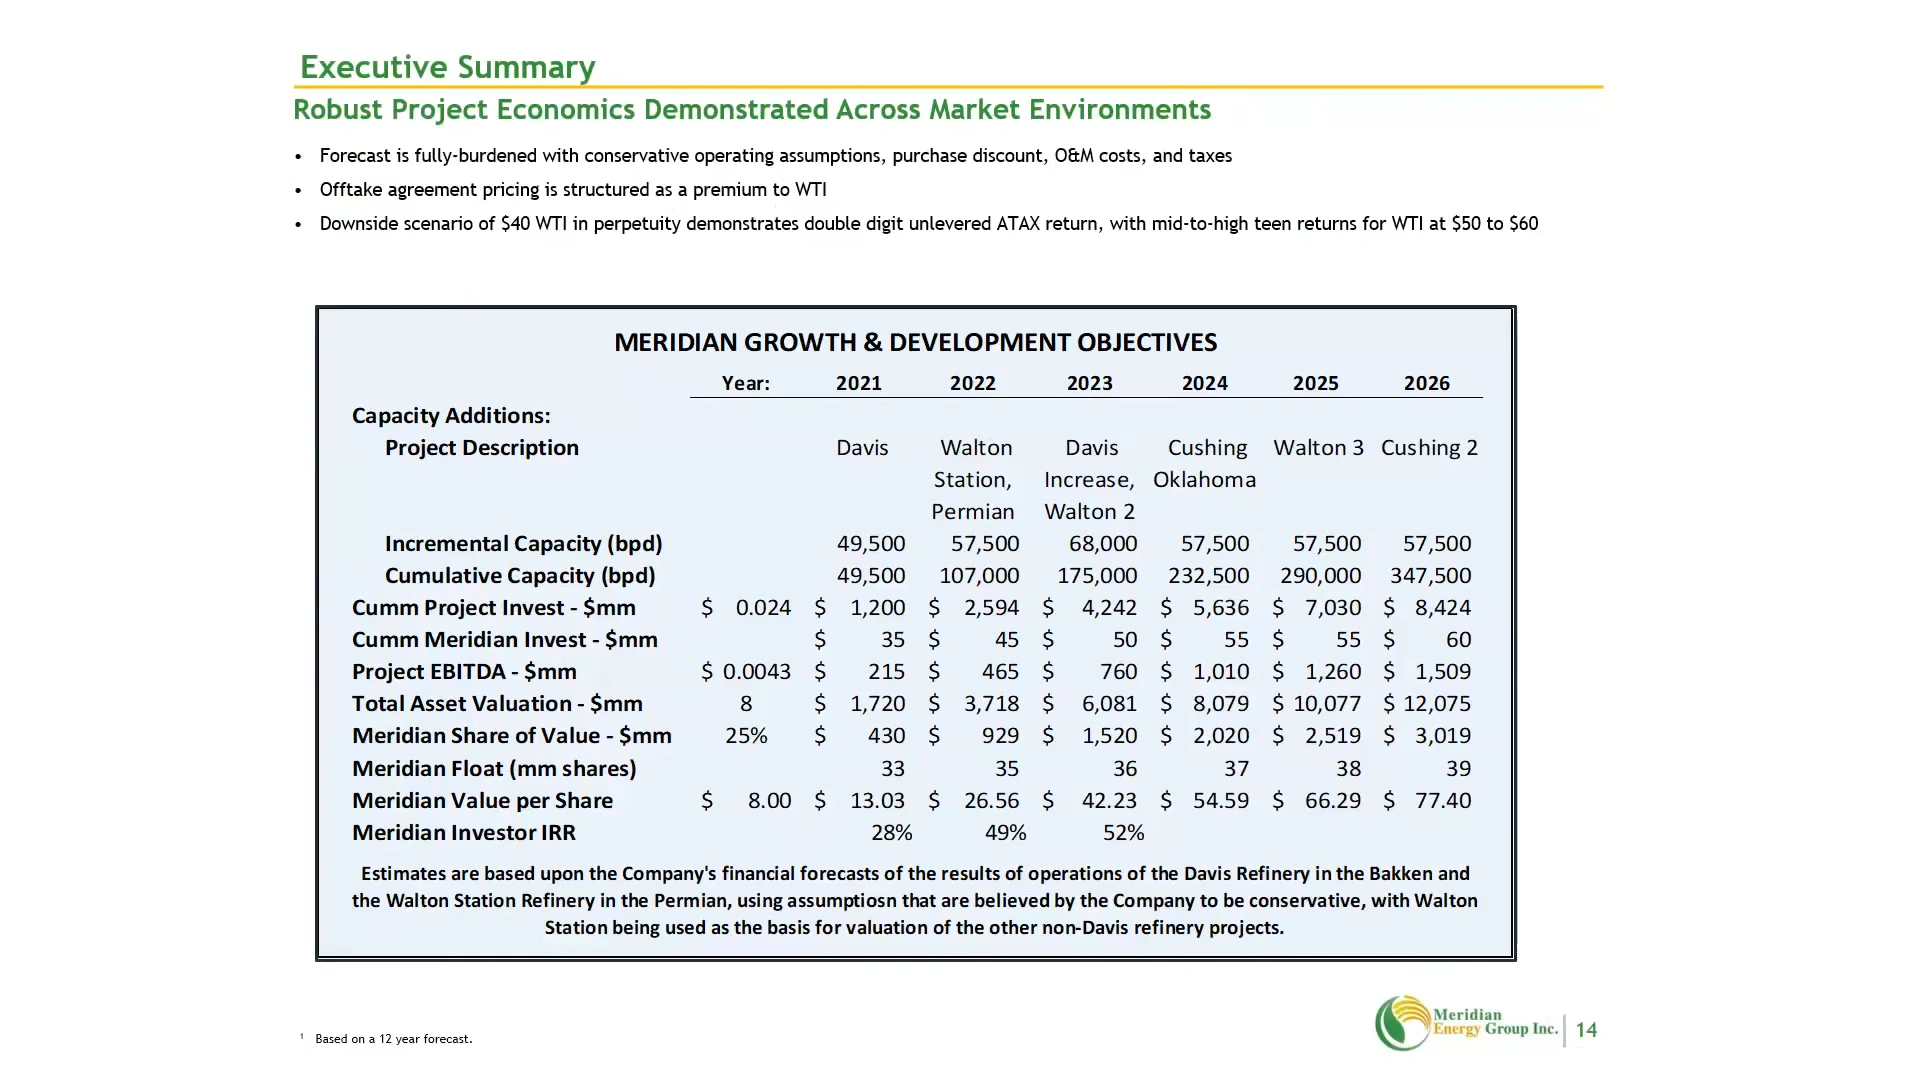 Executive Summary
Robust Project Economics Demonstrated Across Market Environments
• Forecast is fully-burdened with conservative operating assumptions, purchase discount, O&M costs, and taxes
• Offtake agreement pricing is structured as a premium to WTI
• Downside scenario of $40 WTI in perpetuity demonstrates double digit unlevered ATAX return, with mid-to-high teen returns for WTI at $50 to $60
MERIDIAN GROWTH & DEVELOPMENT OBJECTIVES
Year: 2021 2022 2023 2024 2025 2026
Capacity Additions:
Project Description Davis Walton Davis Cushing Walton 3 Cushing 2
Station, Increase, Oklahoma
Permian Walton 2
Incremental Capacity (bpd) 49,500 57,500 68,000 57,500 57,500 57,500
Cumulative Capacity (bpd) 49,500 107,000 175,000 232,500 290,000 347,500
Cumm Project Invest - $mm $ 0.024 $ 1,200 $ 2,594 $ 4,242 $ 5,636 $ 7,030 $ 8,424
Cumm Meridian Invest - $mm $ 35 $ 45 $ 50 $ 55 $ 55 $ 60
Project EBITDA - $mm $ 0.0043 $ 215 $ 465 $ 760 $ 1,010 $ 1,260 $ 1,509
Total Asset Valuation - $mm 8 $ 1,720 $ 3,718 $ 6,081 $ 8,079 $ 10,077 $ 12,075
Meridian Share of Value - $mm 25% $ 430 $ 929 $ 1,520 $ 2,020 $ 2,519 $ 3,019
Meridian Float (mm shares) 33 35 36 37 38 39
Meridian Value per Share $ 8.00 $ 13.03 $ 26.56 $ 42.23 $ 54.59 $ 66.29 $ 77.40
Meridian Investor IRR 28% 49% 52%
Estimates are based upon the Company's financial forecasts of the results of operations of the Davis Refinery in the Bakken and
the Walton Station Refinery in the Permian, using assumptiosn that are believed by the Company to be conservative, with Walton
Station being used as the basis for valuation of the other non-Davis refinery projects.
1 Based on a 12 year forecast.
Meridian
Energy Group Inc. 14